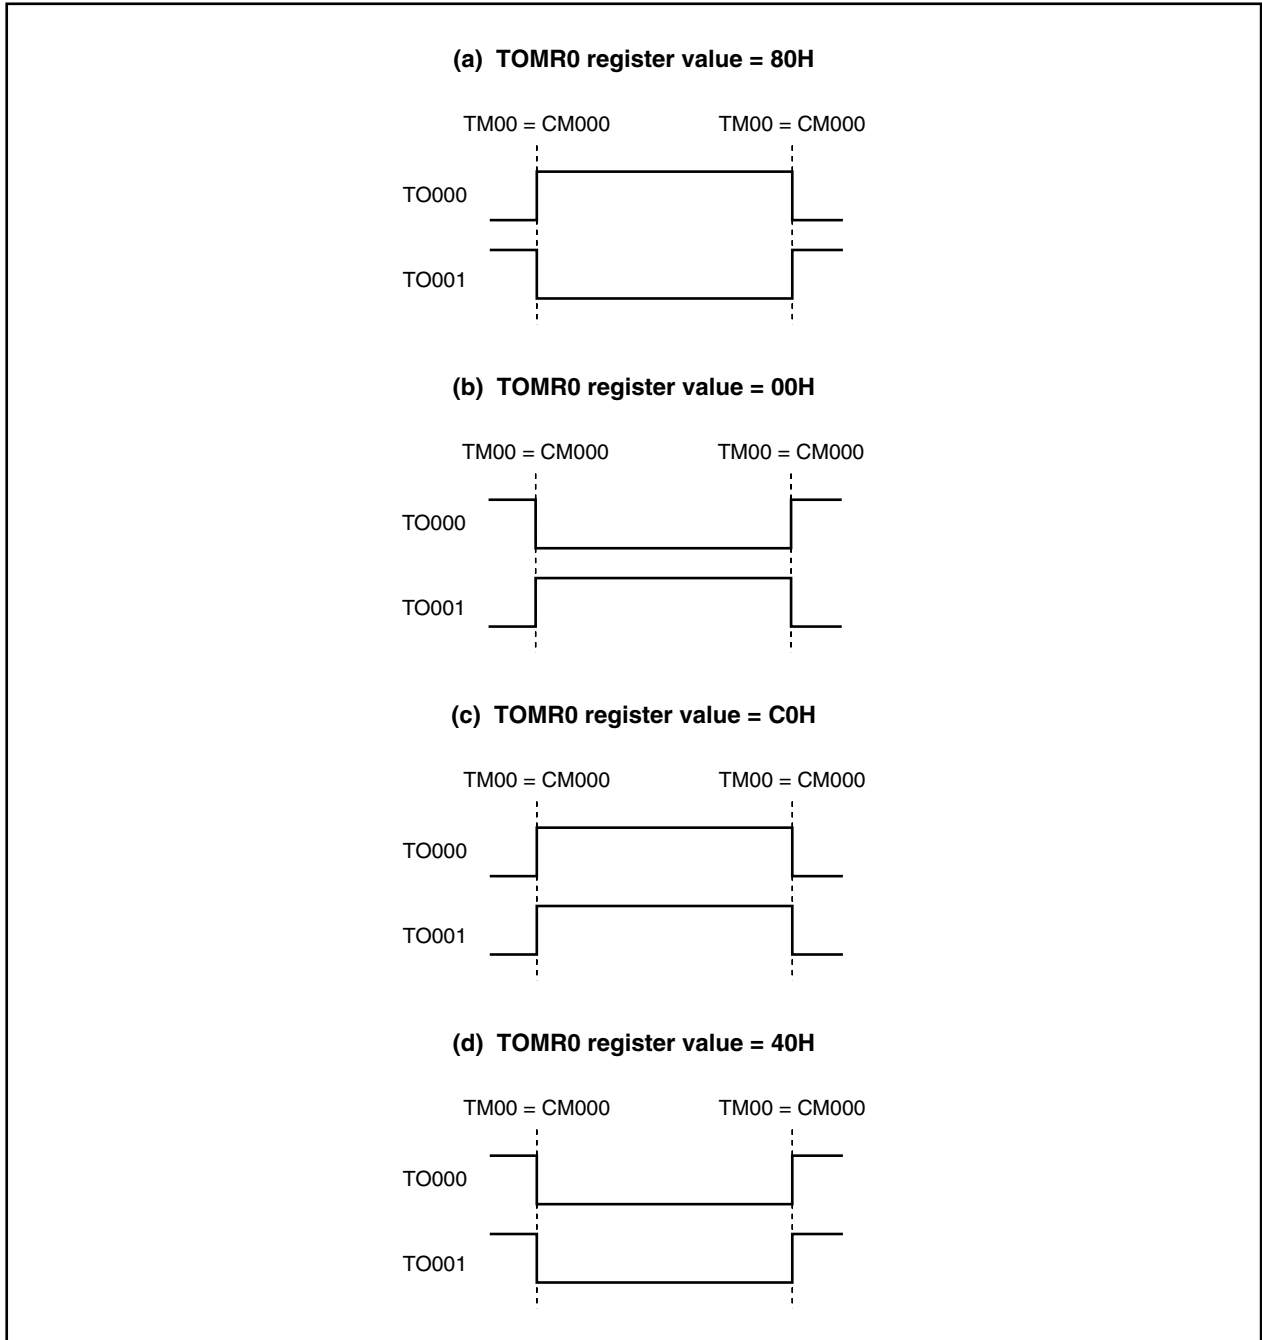 (a) TOMR0 register value = 80H
TM00 = CM000 TM00 = CM000
TO000
TO001
(b) TOMR0 register value = 00H
TM00 = CM000 TM00 = CM000
TO000
TO001
(c) TOMR0 register value = C0H
TM00 = CM000 TM00 = CM000
TO000
TO001
(d) TOMR0 register value = 40H
TM00 = CM000 TM00 = CM000
TO000
TO001